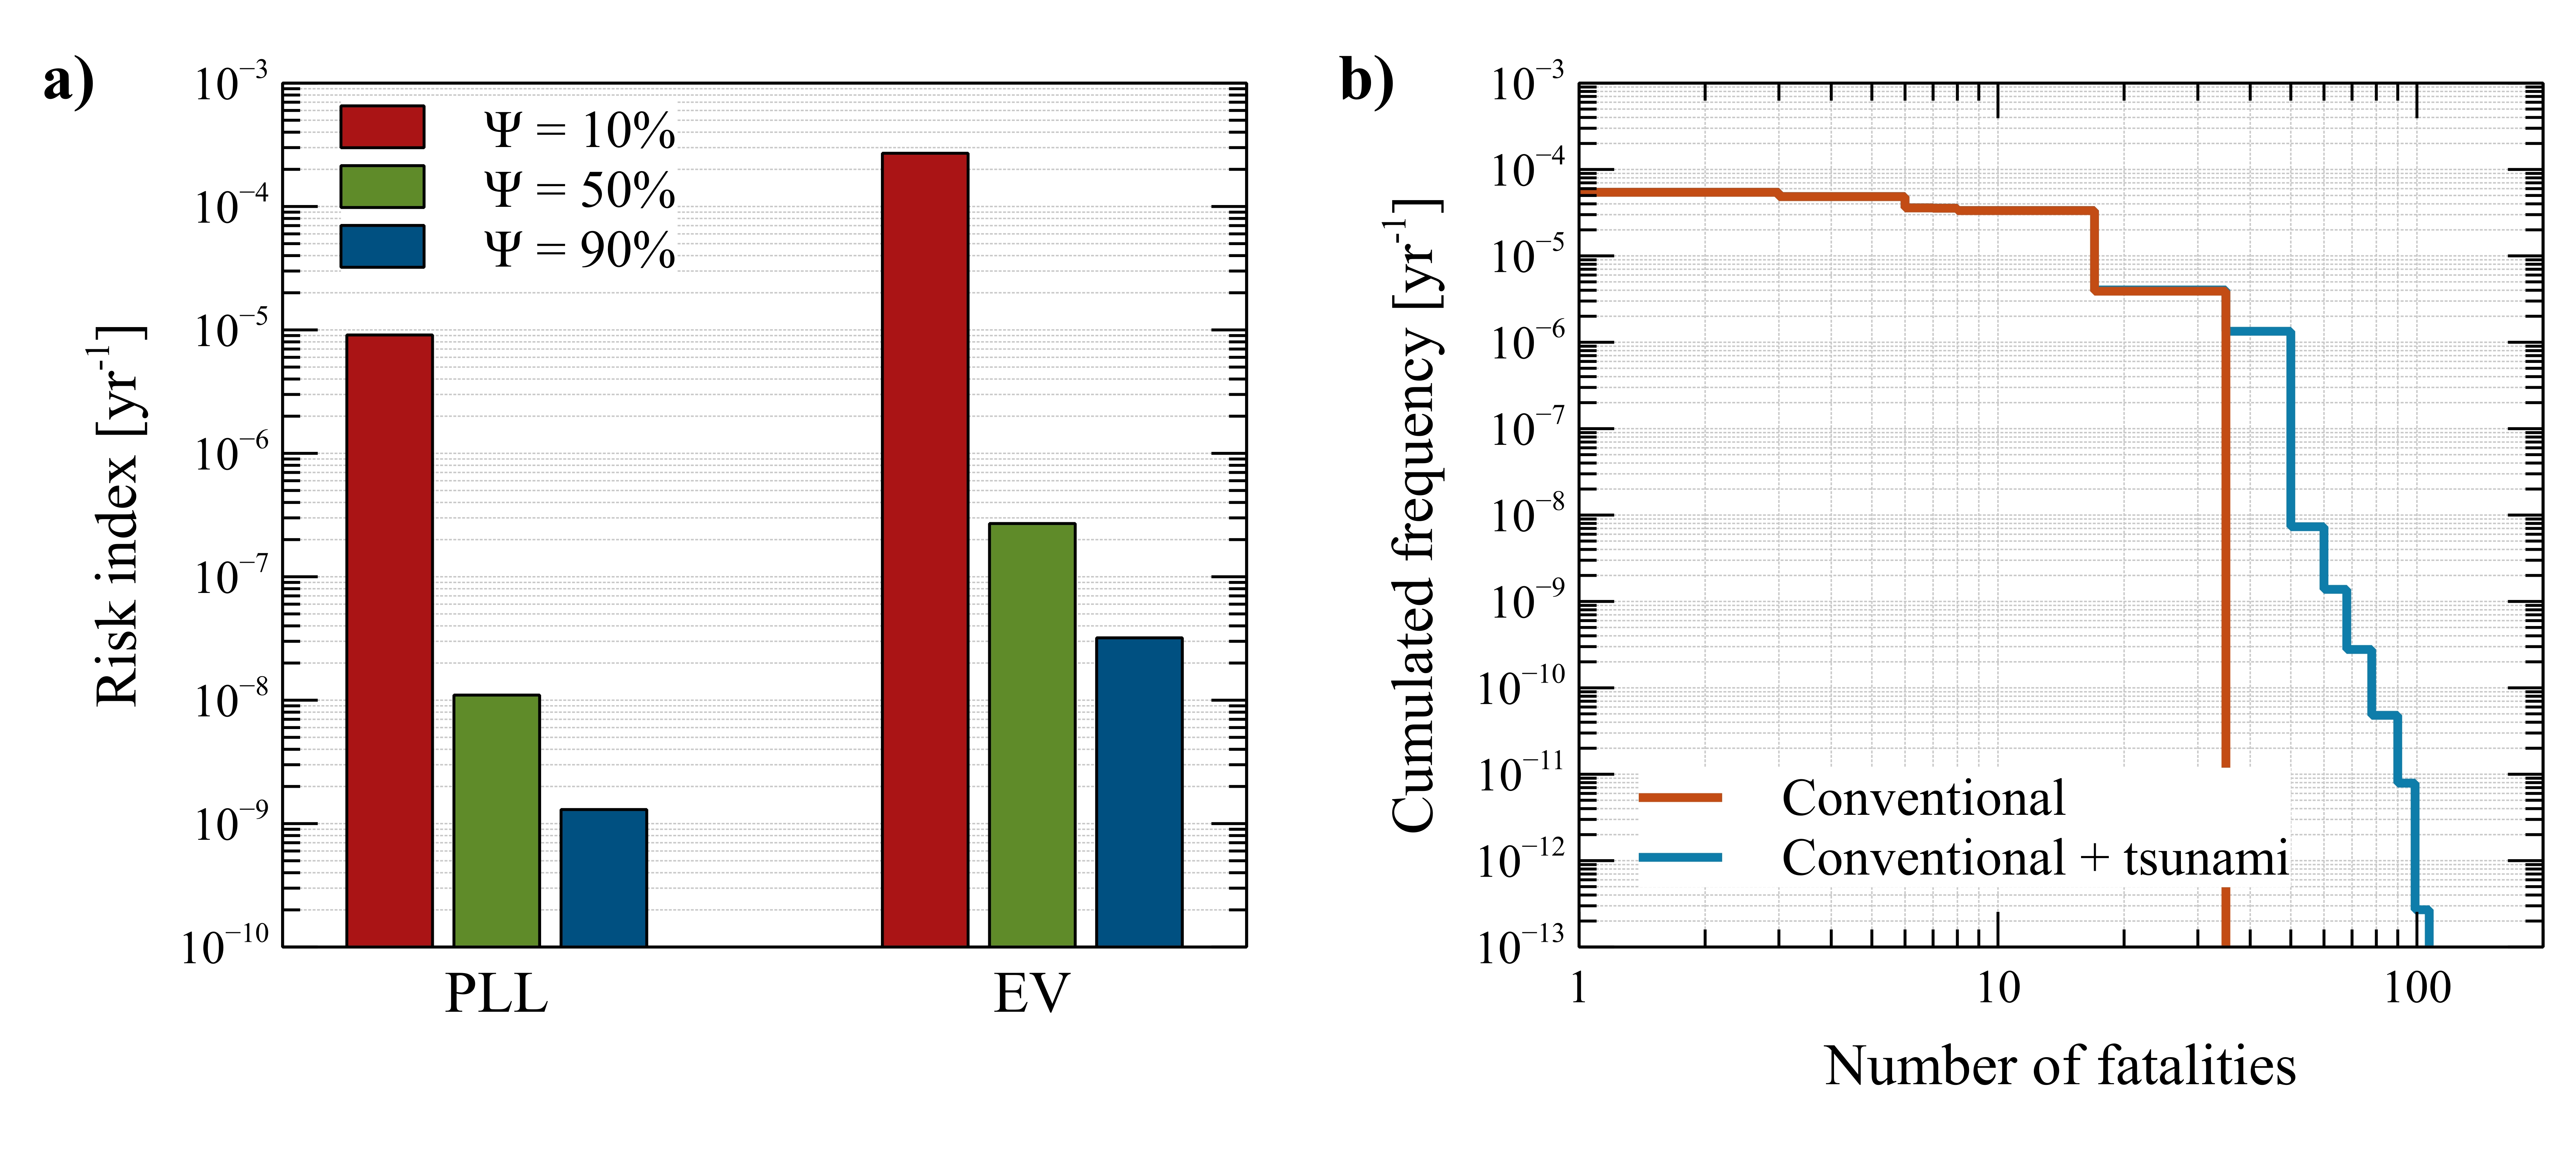 a)
Risk index [yr⁻¹]
10⁻³
10⁻⁴
10⁻⁵
10⁻⁶
10⁻⁷
10⁻⁸
10⁻⁹
10⁻¹⁰
Ψ = 10%
Ψ = 50%
Ψ = 90%
PLL EV
b)
Cumulated frequency [yr⁻¹]
10⁻³
10⁻⁴
10⁻⁵
10⁻⁶
10⁻⁷
10⁻⁸
10⁻⁹
10⁻¹⁰
10⁻¹¹
10⁻¹²
10⁻¹³
Conventional
Conventional + tsunami
1 10 100
Number of fatalities